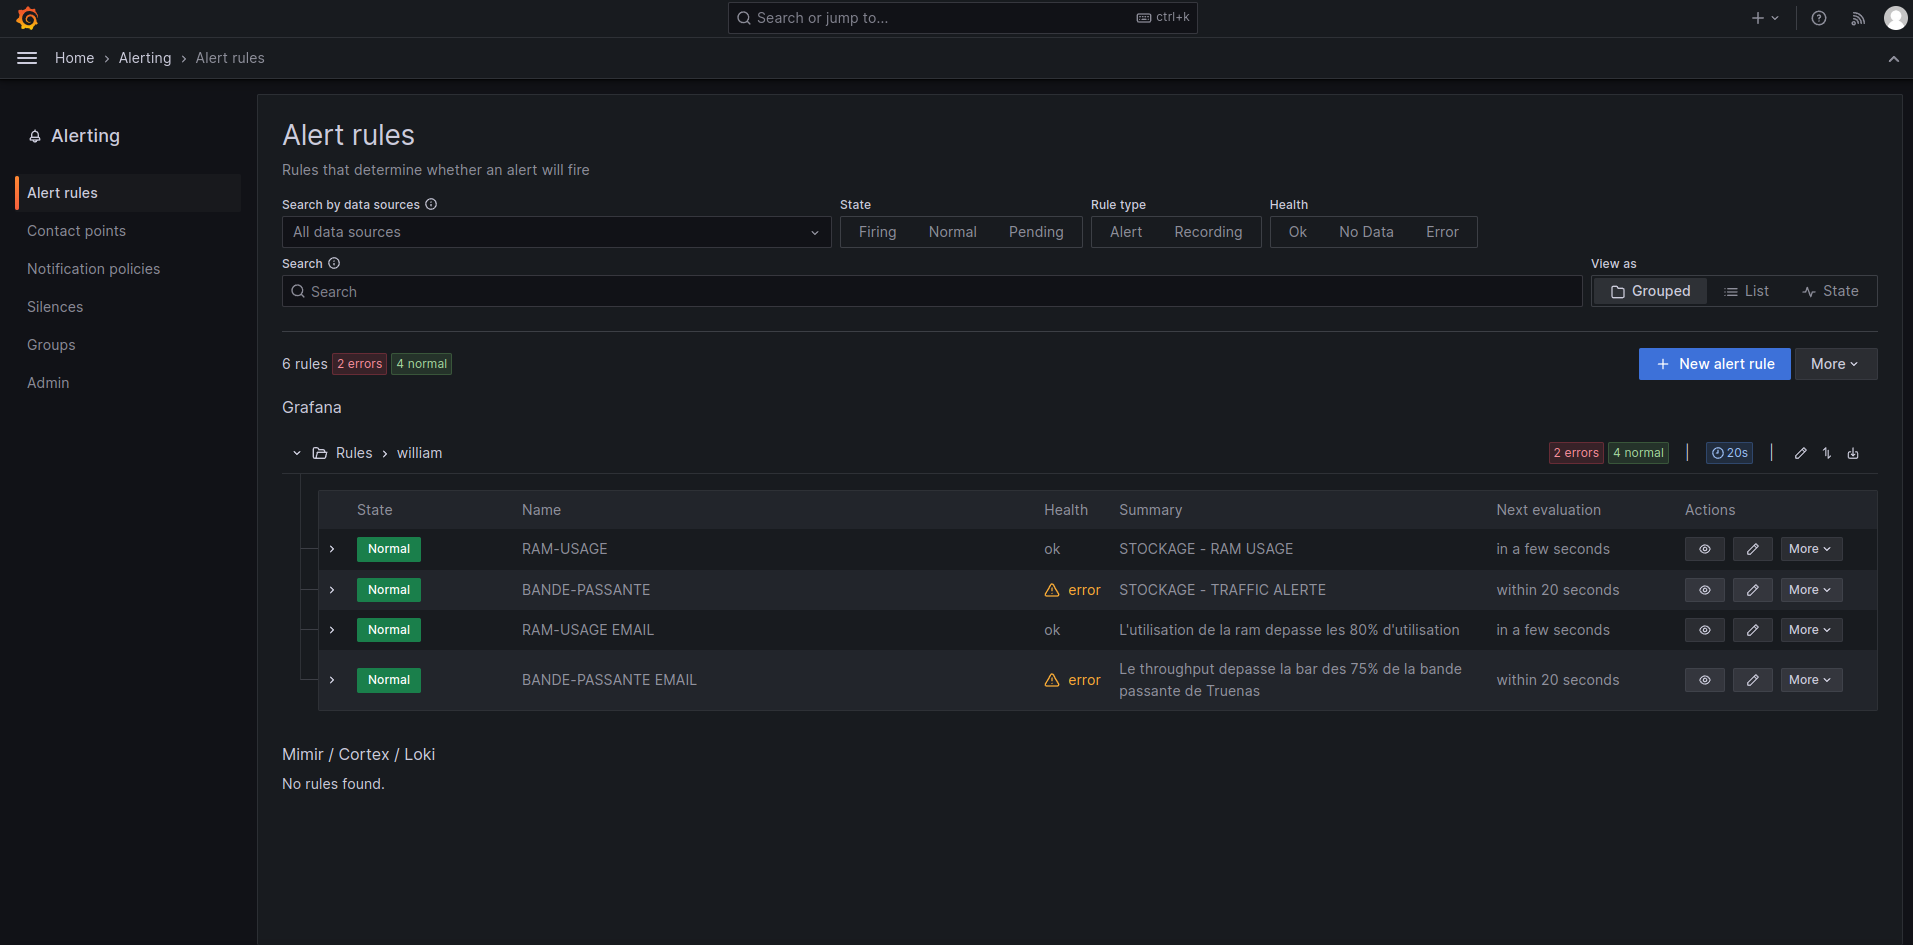 Search or jump to...
ctrl+k
Home › Alerting › Alert rules
Alerting
Alert rules
Contact points
Notification policies
Silences
Groups
Admin
Alert rules
Rules that determine whether an alert will fire
Search by data sources
All data sources
State
Firing Normal Pending
Rule type
Alert Recording
Health
Ok No Data Error
Search
Search
View as
Grouped List State
6 rules 2 errors 4 normal
New alert rule More
Grafana
Rules › william
2 errors 4 normal 20s
State Name Health Summary Next evaluation Actions
Normal RAM-USAGE ok STOCKAGE - RAM USAGE in a few seconds More
Normal BANDE-PASSANTE error STOCKAGE - TRAFFIC ALERTE within 20 seconds More
Normal RAM-USAGE EMAIL ok L'utilisation de la ram depasse les 80% d'utilisation in a few seconds More
Normal BANDE-PASSANTE EMAIL error Le throughput depasse la bar des 75% de la bande
passante de Truenas within 20 seconds More
Mimir / Cortex / Loki
No rules found.